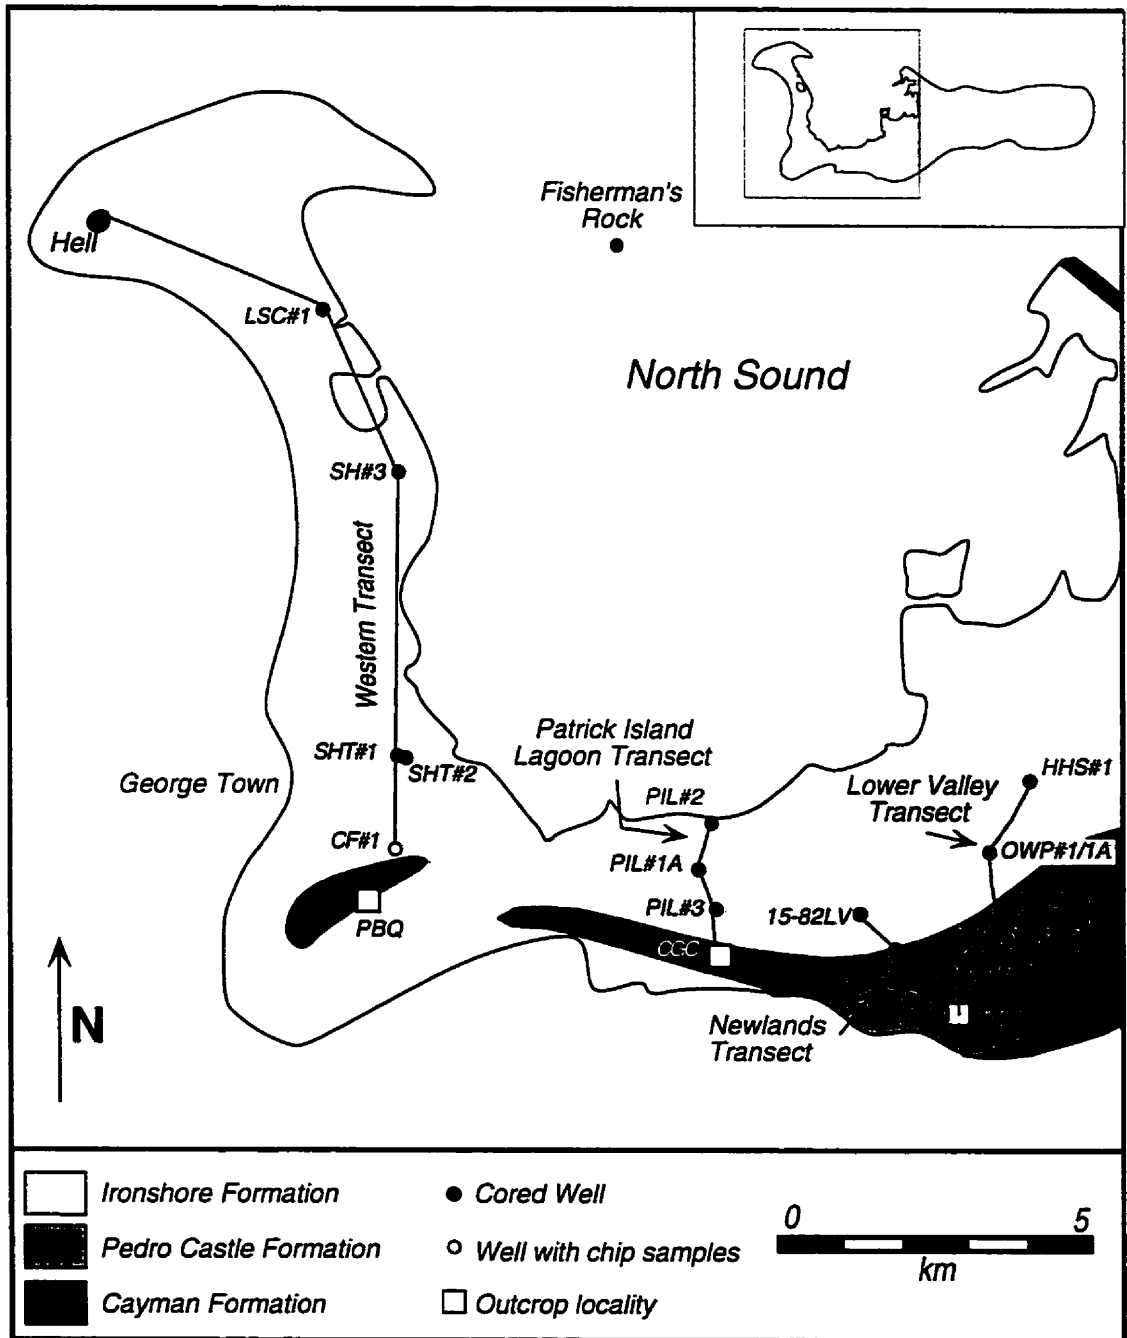 Fisherman's
Rock
Hell
LSC#1
North Sound
SH#3
Western Transect
Patrick Island
Lagoon Transect
SHT#1
SHT#2
George Town
PIL#2
HHS#1
Lower Valley
Transect
CF#1
OWP#1/1A
PIL#1A
PIL#3
15-82LV
PBQ
CGC
N
Newlands
Transect
Ironshore Formation
Pedro Castle Formation
Cayman Formation
Cored Well
Well with chip samples
Outcrop locality
0 5
km